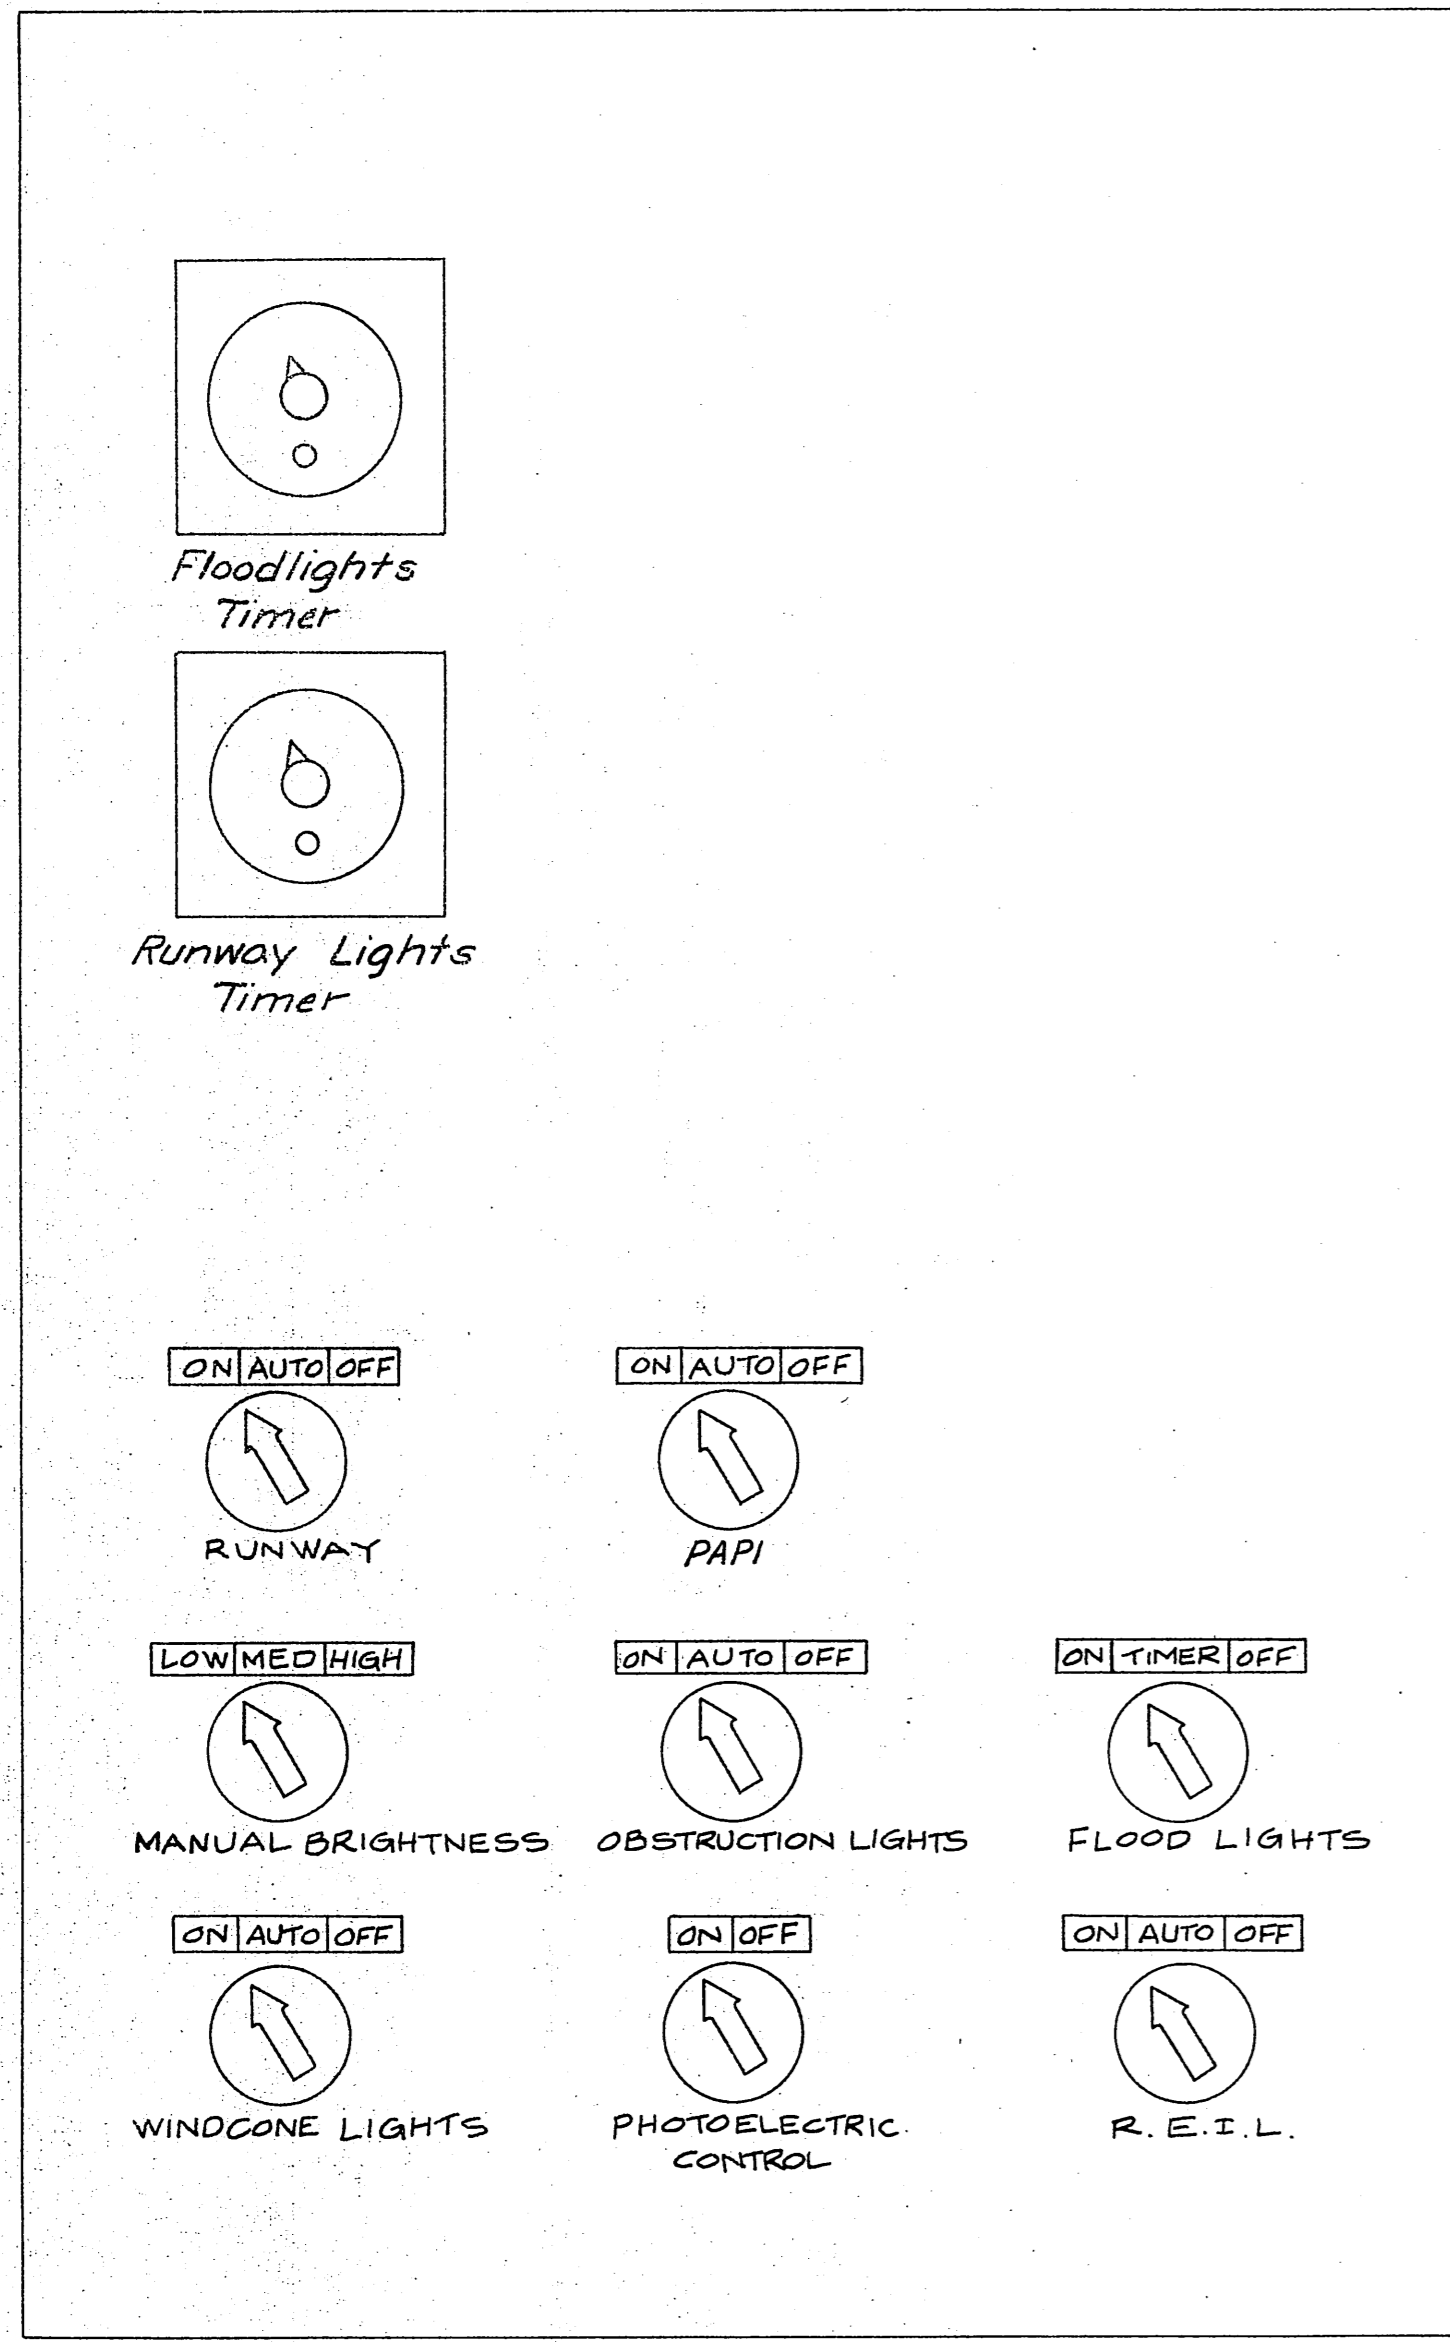 Floodlights
Timer
Runway Lights
Timer
ON AUTO OFF
RUNWAY
ON AUTO OFF
PAPI
LOW MED HIGH
MANUAL BRIGHTNESS
ON AUTO OFF
OBSTRUCTION LIGHTS
ON TIMER OFF
FLOOD LIGHTS
ON AUTO OFF
WINDCONE LIGHTS
ON OFF
PHOTOELECTRIC
CONTROL
ON AUTO OFF
R. E. I. L.